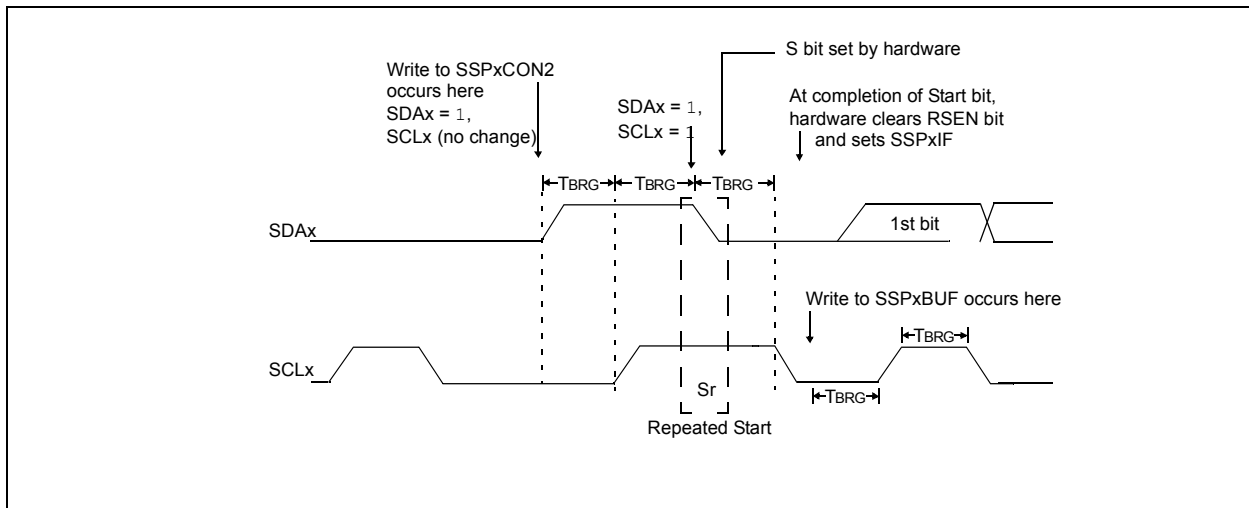 S bit set by hardware
Write to SSPxCON2
occurs here
SDAx = 1,
SCLx (no change)
SDAx = 1,
SCLx = 1
At completion of Start bit,
hardware clears RSEN bit
and sets SSPxIF
TBRG TBRG TBRG
SDAx
1st bit
Write to SSPxBUF occurs here
TBRG
SCLx
Sr
TBRG
Repeated Start